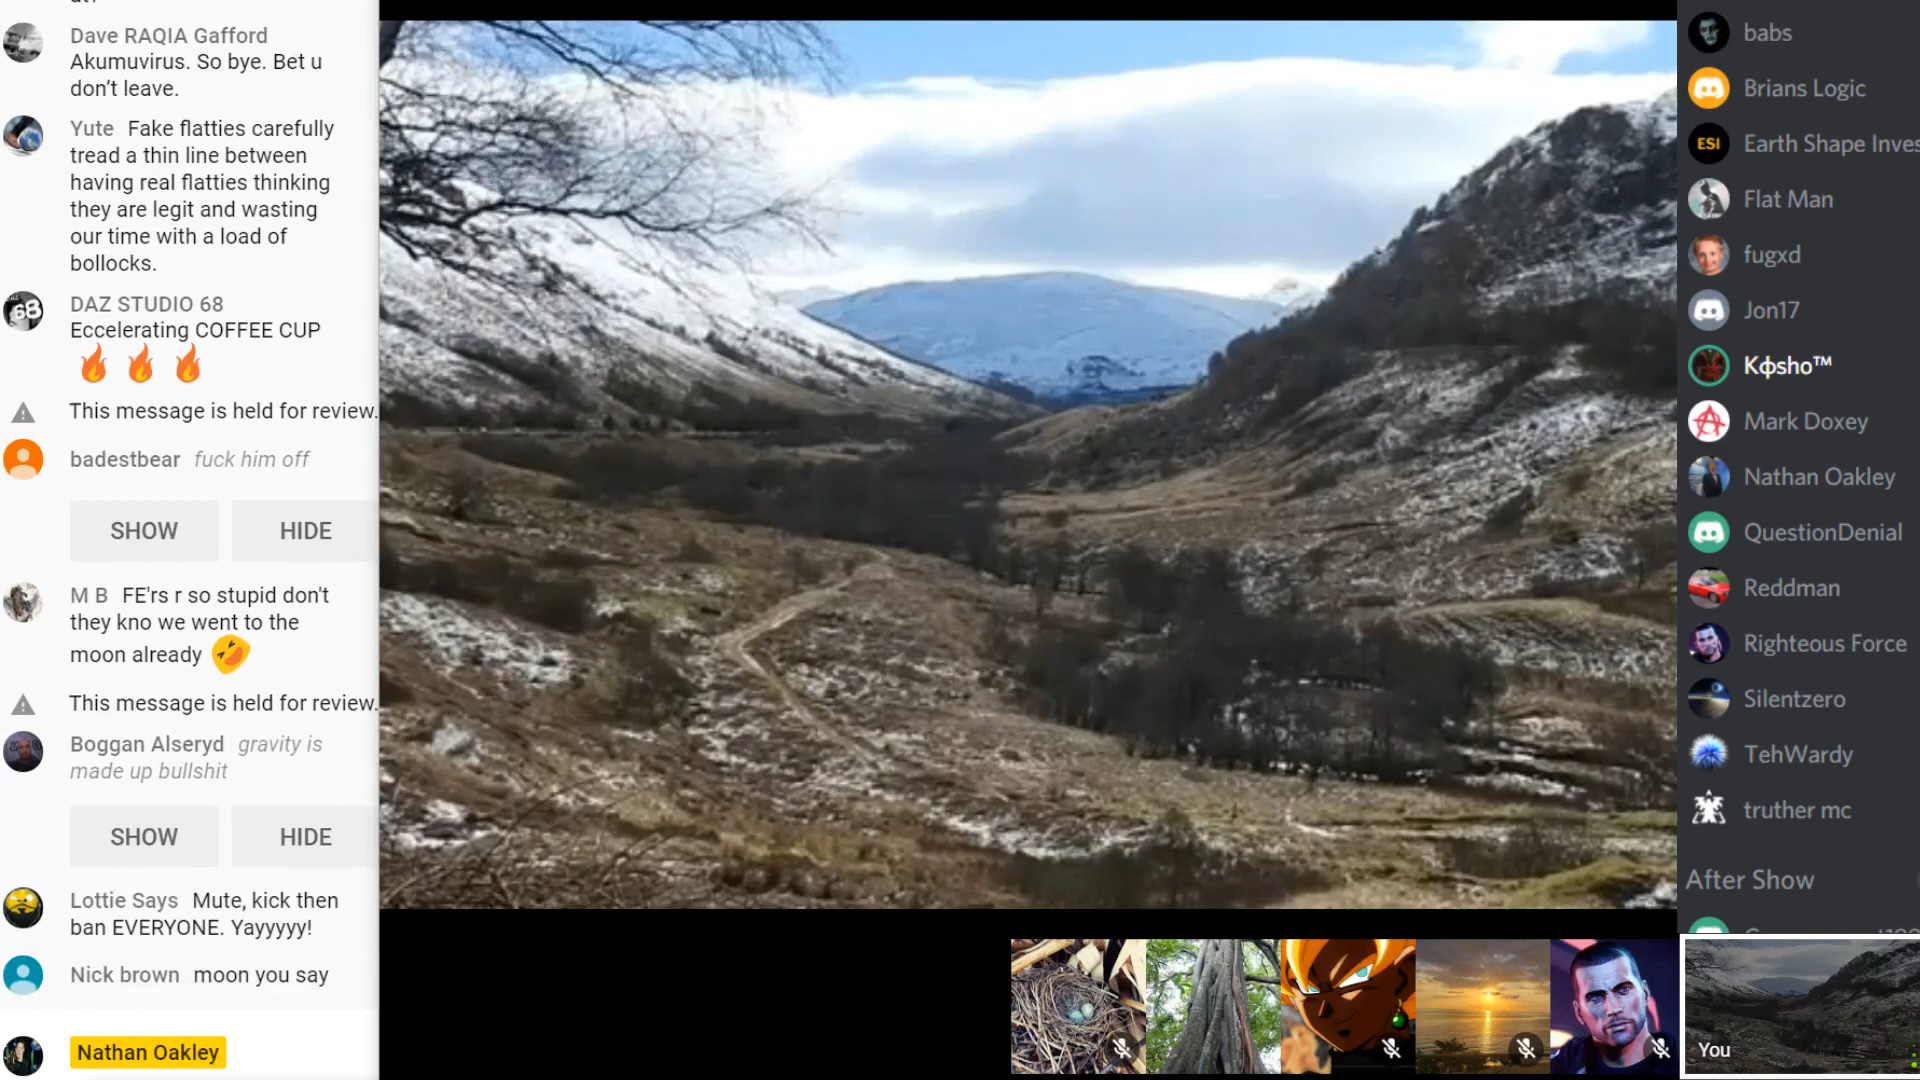 Dave RAQIA Gafford
Akumuvirus. So bye. Bet u
don’t leave.
Yute Fake flatties carefully
tread a thin line between
having real flatties thinking
they are legit and wasting
our time with a load of
bollocks.
DAZ STUDIO 68
68
Eccelerating COFFEE CUP
This message is held for review.
badestbear fuck him off
SHOW HIDE
M B FE'rs r so stupid don't
they kno we went to the
moon already
This message is held for review.
Boggan Alseryd gravity is
made up bullshit
SHOW HIDE
Lottie Says Mute, kick then
ban EVERYONE. Yayyyyy!
Nick brown moon you say
Nathan Oakley
babs
Brians Logic
ESI
Earth Shape Inves
Flat Man
fugxd
Jon17
Kφsho™
Mark Doxey
Nathan Oakley
QuestionDenial
Reddman
Righteous Force
Silentzero
TehWardy
truther mc
After Show
You